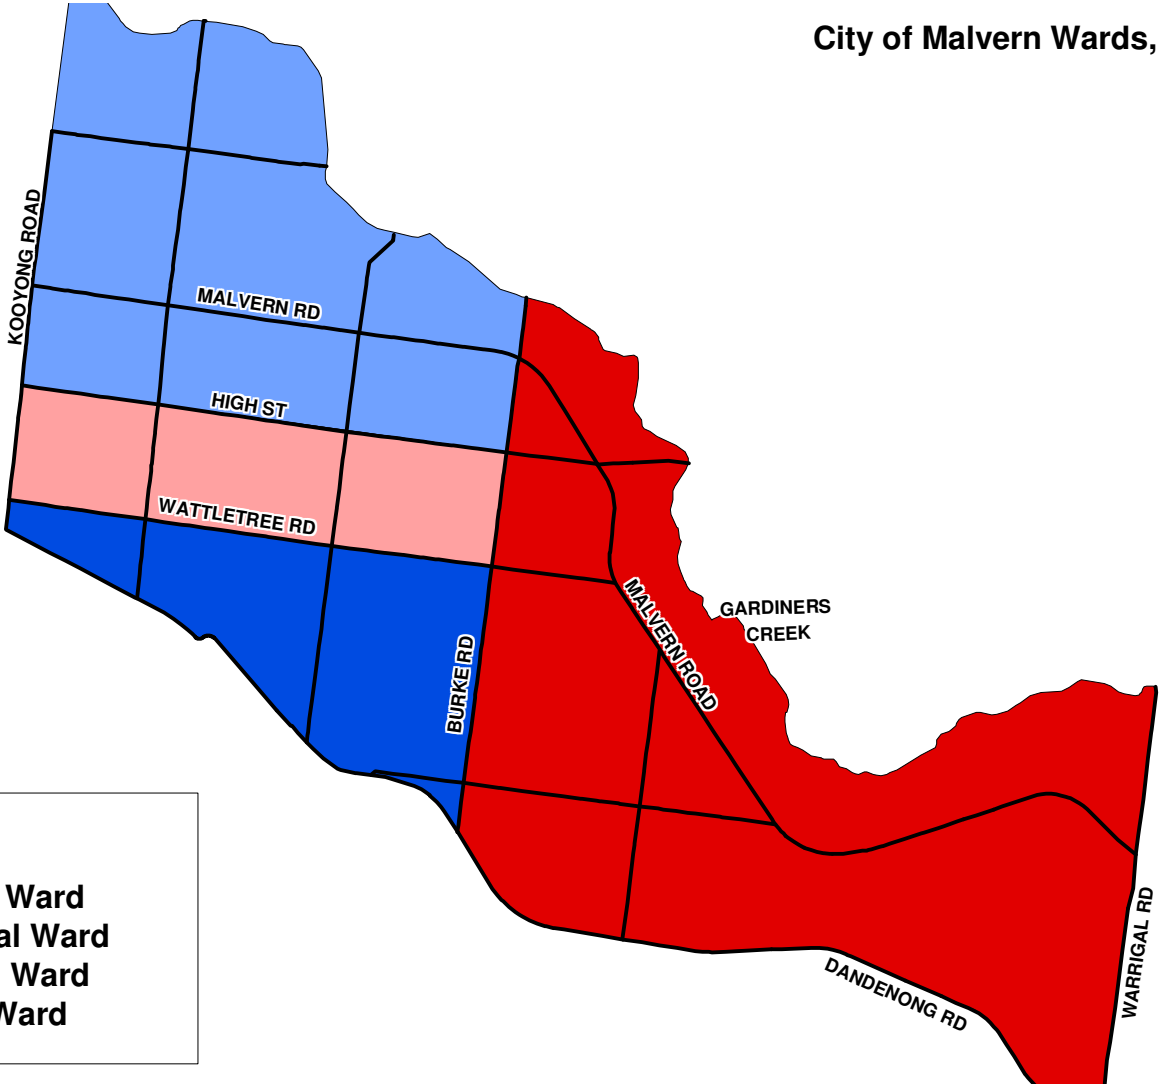 City of Malvern Wards,
KOOYONG ROAD
MALVERN RD
HIGH ST
WATTLETREE RD
BURKE RD
MALVERN ROAD
GARDINERS
CREEK
WARRIGAL RD
DANDENONG RD
Ward
al Ward
Ward
Ward